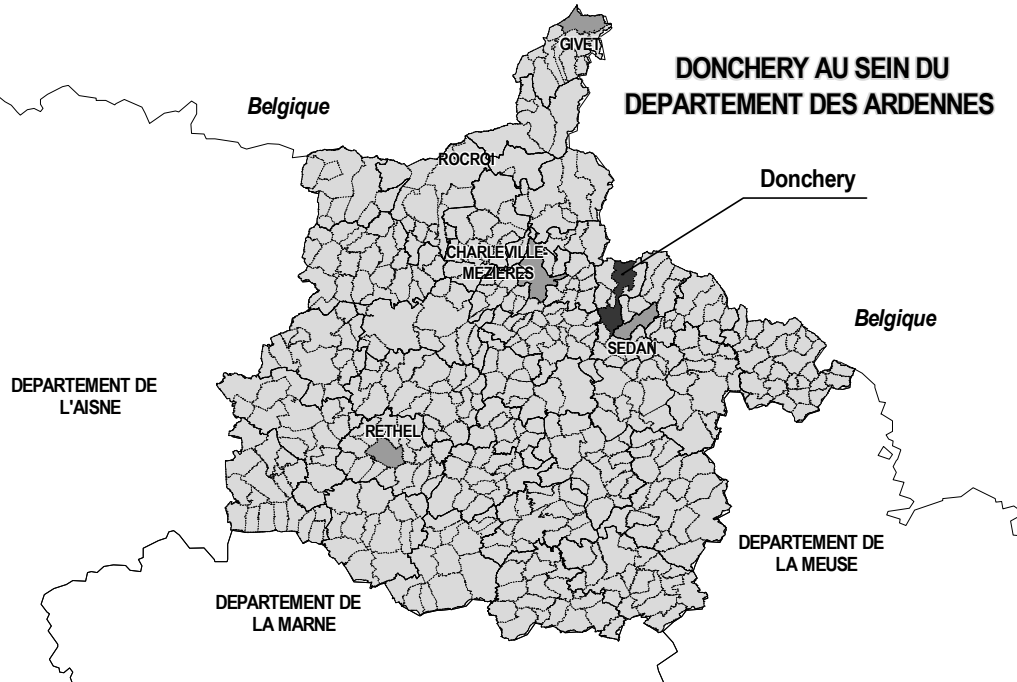 GIVET
DONCHERY AU SEIN DU
DEPARTEMENT DES ARDENNES
Belgique
ROCROI
Donchery
CHARLEVILLE-
MEZIERES
Belgique
SEDAN
DEPARTEMENT DE
L'AISNE
RETHEL
DEPARTEMENT DE
LA MEUSE
DEPARTEMENT DE
LA MARNE